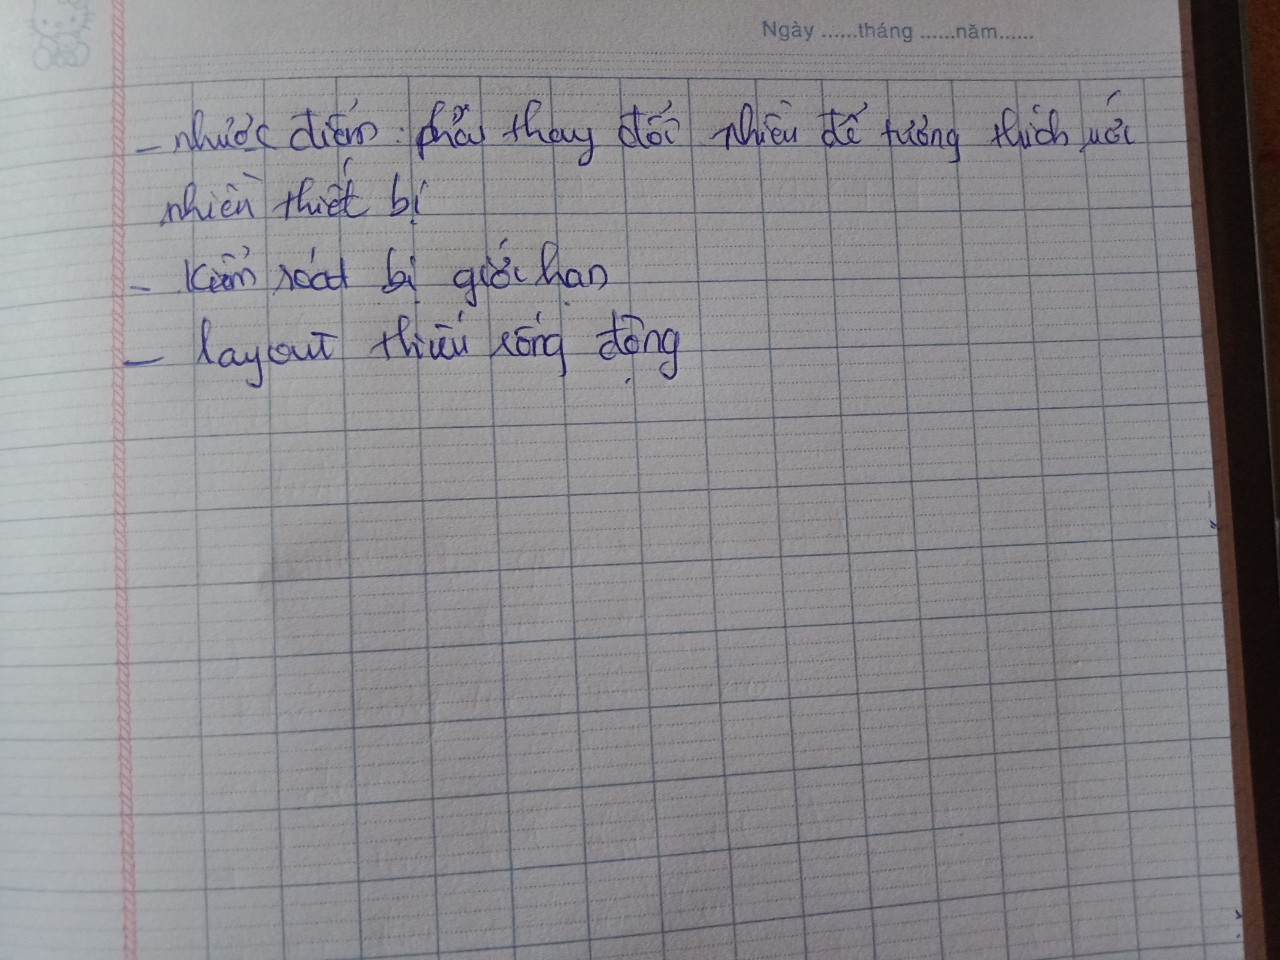 Ngày ......tháng ......năm......
- nhược điểm: phải thay đổi nhiều để tương thích với
nhiều thiết bị
- Kiểm soát bị giới hạn
- layout thiếu sống động